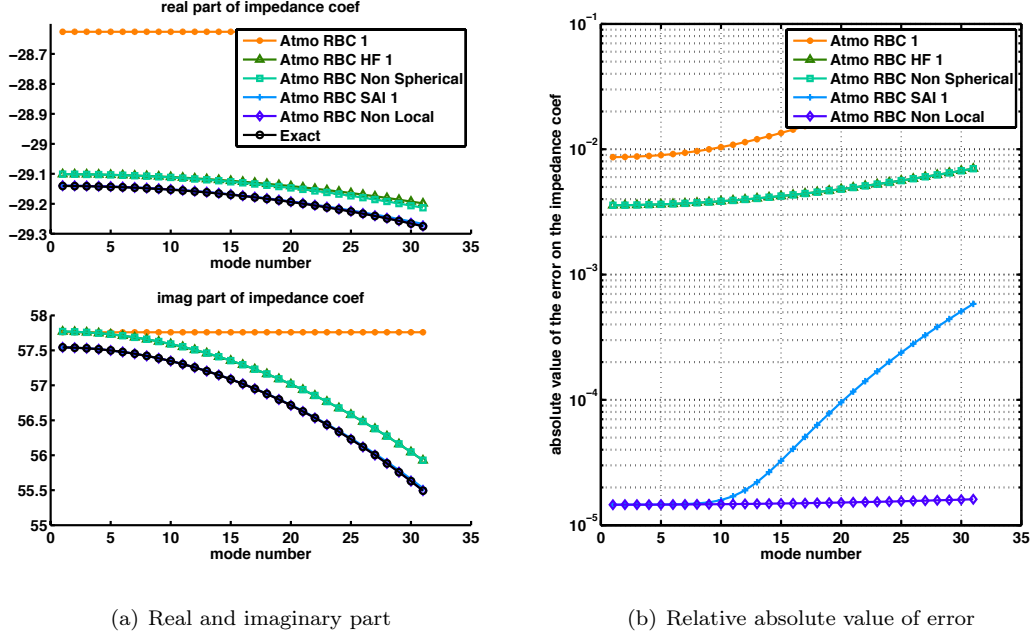 real part of impedance coef
−28.7
−28.8
−28.9
−29
−29.1
−29.2
−29.3
0 5 10 15 20 25 30 35
mode number
Atmo RBC 1
Atmo RBC HF 1
Atmo RBC Non Spherical
Atmo RBC SAI 1
Atmo RBC Non Local
Exact
imag part of impedance coef
58
57.5
57
56.5
56
55.5
55
0 5 10 15 20 25 30 35
mode number
(a) Real and imaginary part
absolute value of the error on the impedance coef
10−1
10−2
10−3
10−4
10−5
0 5 10 15 20 25 30 35
mode number
Atmo RBC 1
Atmo RBC HF 1
Atmo RBC Non Spherical
Atmo RBC SAI 1
Atmo RBC Non Local
(b) Relative absolute value of error